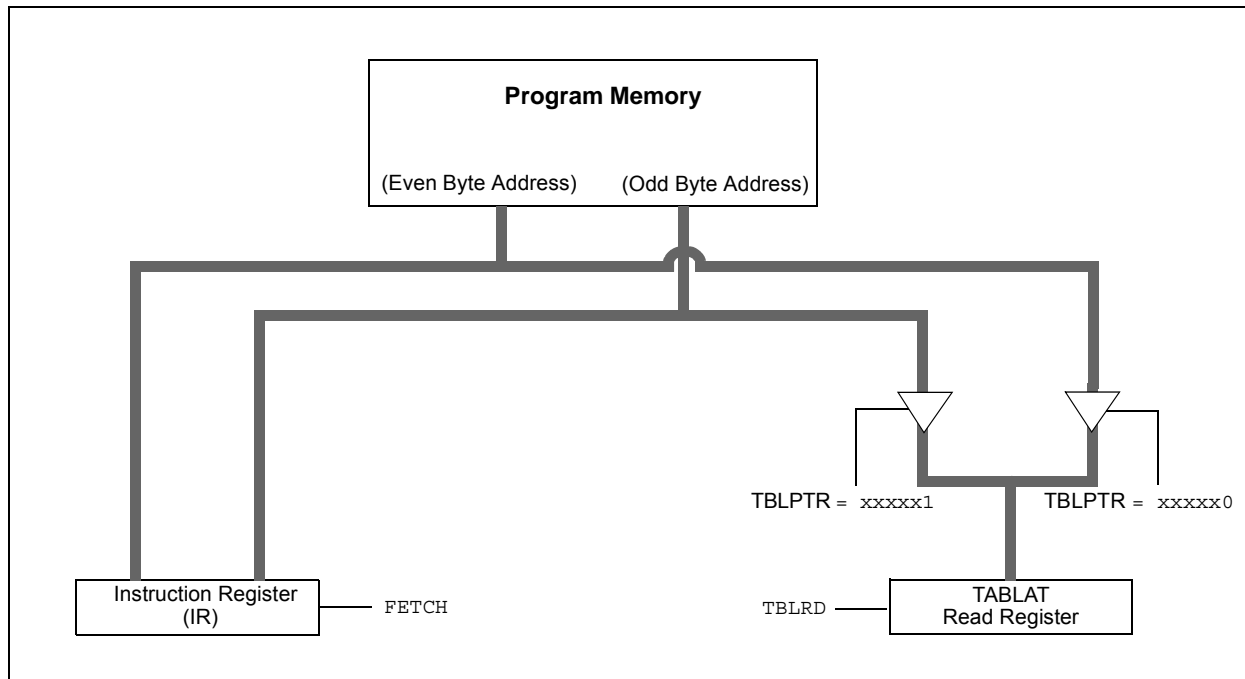 Program Memory
(Even Byte Address) (Odd Byte Address)
TBLPTR = xxxxx1
TBLPTR = xxxxx0
Instruction Register
(IR)
FETCH
TBLRD
TABLAT
Read Register